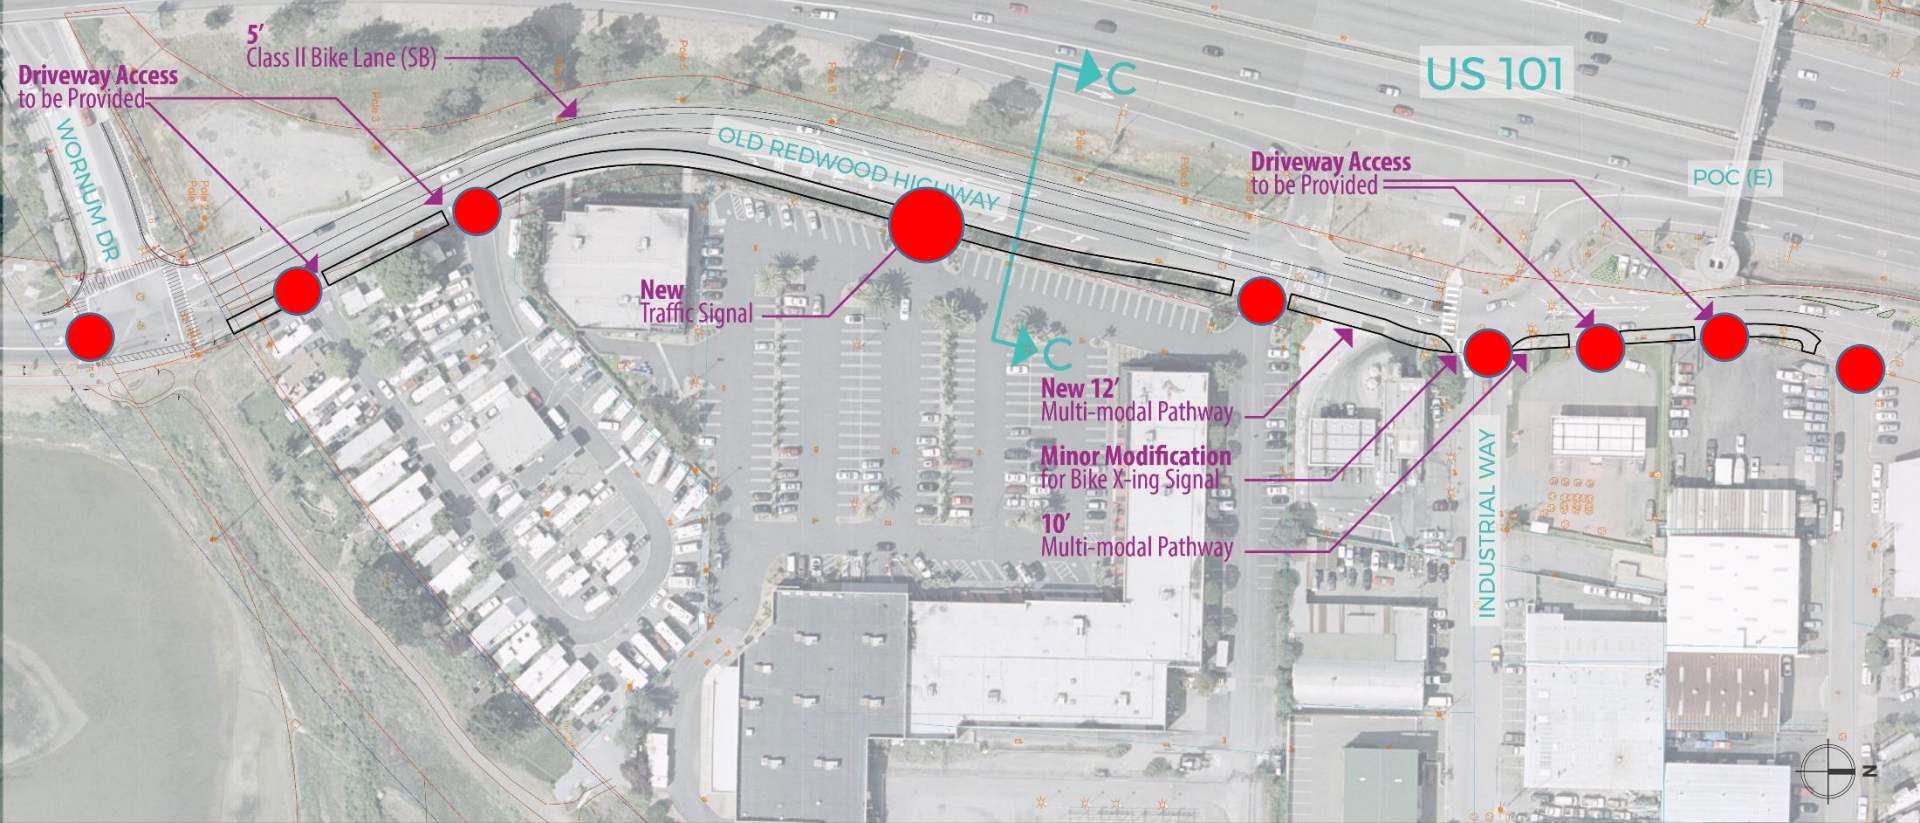 5'
Class II Bike Lane (SB)
Driveway Access
to be Provided
WORNUM DR
OLD REDWOOD HIGHWAY
C
US 101
Driveway Access
to be Provided
POC (E)
New
Traffic Signal
C
New 12'
Multi-modal Pathway
Minor Modification
for Bike X-ing Signal
10'
Multi-modal Pathway
INDUSTRIAL WAY
N